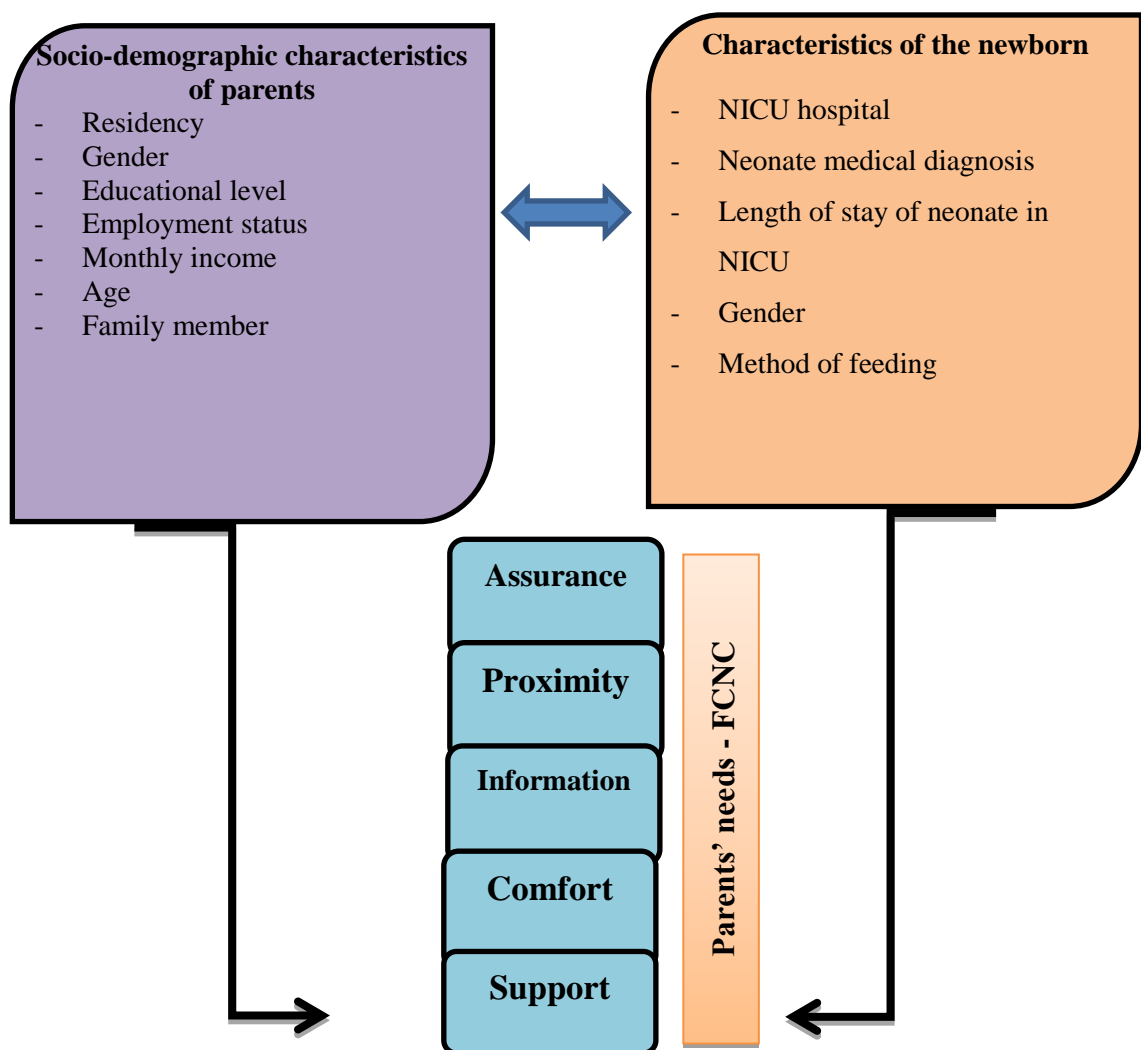 Socio-demographic characteristics
of parents
- Residency
- Gender
- Educational level
- Employment status
- Monthly income
- Age
- Family member
Characteristics of the newborn
- NICU hospital
- Neonate medical diagnosis
- Length of stay of neonate in
NICU
- Gender
- Method of feeding
Assurance
Proximity
Information
Comfort
Support
Parents’ needs - FCNC